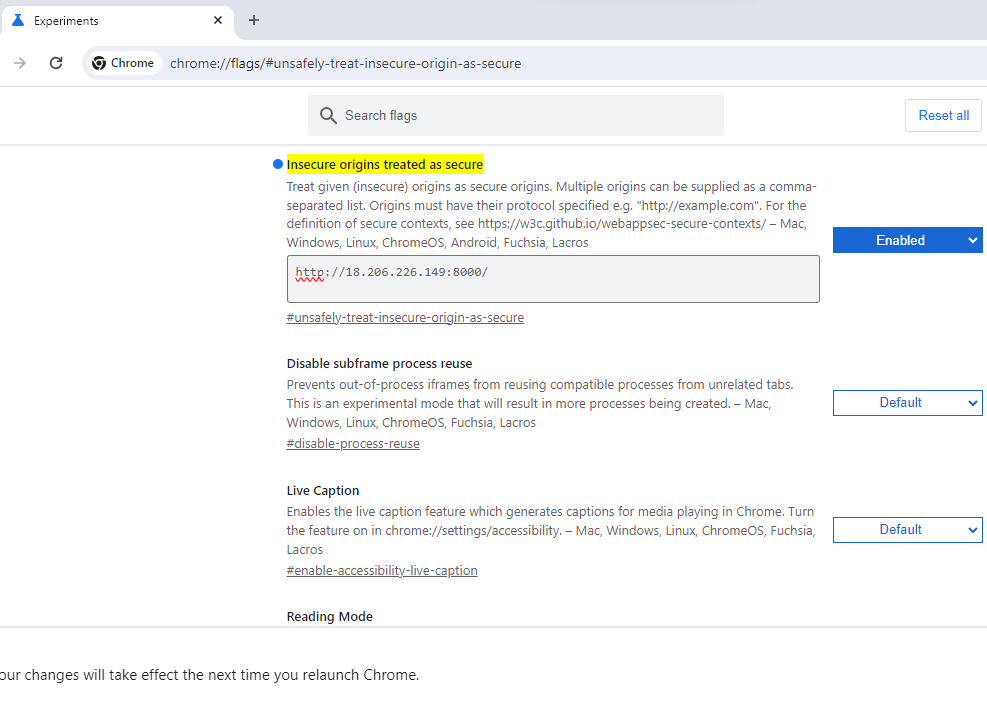 Experiments
Chrome chrome://flags/#unsafely-treat-insecure-origin-as-secure
Search flags
Reset all
Insecure origins treated as secure
Treat given (insecure) origins as secure origins. Multiple origins can be supplied as a comma-
separated list. Origins must have their protocol specified e.g. "http://example.com". For the
definition of secure contexts, see https://w3c.github.io/webappsec-secure-contexts/ – Mac,
Windows, Linux, ChromeOS, Android, Fuchsia, Lacros
Enabled
http://18.206.226.149:8000/
#unsafely-treat-insecure-origin-as-secure
Disable subframe process reuse
Prevents out-of-process iframes from reusing compatible processes from unrelated tabs.
This is an experimental mode that will result in more processes being created. – Mac,
Windows, Linux, ChromeOS, Fuchsia, Lacros
Default
#disable-process-reuse
Live Caption
Enables the live caption feature which generates captions for media playing in Chrome. Turn
the feature on in chrome://settings/accessibility. – Mac, Windows, Linux, ChromeOS, Fuchsia,
Lacros
Default
#enable-accessibility-live-caption
Reading Mode
our changes will take effect the next time you relaunch Chrome.